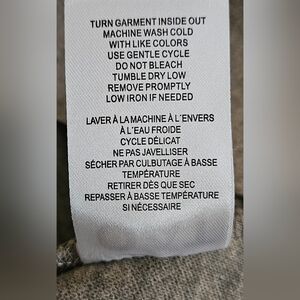 TURN GARMENT INSIDE OUT
MACHINE WASH COLD
WITH LIKE COLORS
USE GENTLE CYCLE
DO NOT BLEACH
TUMBLE DRY LOW
REMOVE PROMPTLY
LOW IRON IF NEEDED
LAVER À LA MACHINE À L'ENVERS
À L'EAU FROIDE
CYCLE DÉLICAT
NE PAS JAVELLISER
SÉCHER PAR CULBUTAGE À BASSE
TEMPÉRATURE
RETIRER DÈS QUE SEC
REPASSER À BASSE TEMPÉRATURE
SI NÉCESSAIRE